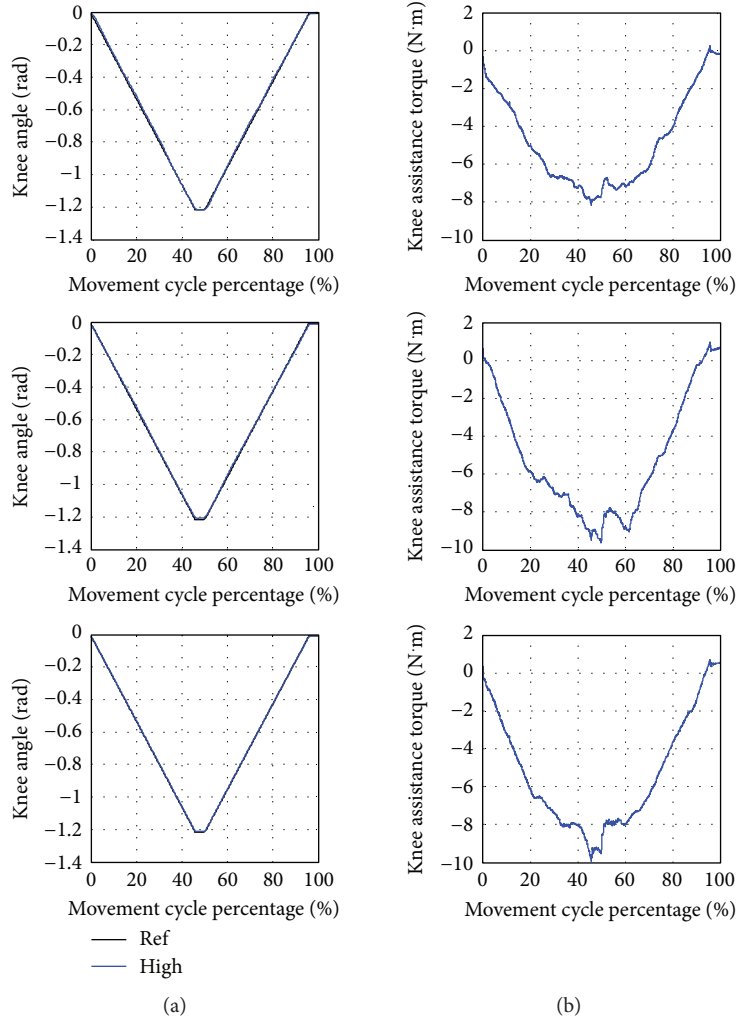 0
−0.2
−0.4
−0.6
−0.8
−1
−1.2
−1.4
Knee angle (rad)
0 20 40 60 80 100
Movement cycle percentage (%)
2
0
−2
−4
−6
−8
−10
Knee assistance torque (N·m)
0 20 40 60 80 100
Movement cycle percentage (%)
0
−0.2
−0.4
−0.6
−0.8
−1
−1.2
−1.4
Knee angle (rad)
0 20 40 60 80 100
Movement cycle percentage (%)
2
0
−2
−4
−6
−8
−10
Knee assistance torque (N·m)
0 20 40 60 80 100
Movement cycle percentage (%)
0
−0.2
−0.4
−0.6
−0.8
−1
−1.2
−1.4
Knee angle (rad)
0 20 40 60 80 100
Movement cycle percentage (%)
2
0
−2
−4
−6
−8
−10
Knee assistance torque (N·m)
0 20 40 60 80 100
Movement cycle percentage (%)
Ref
High
(a)
(b)